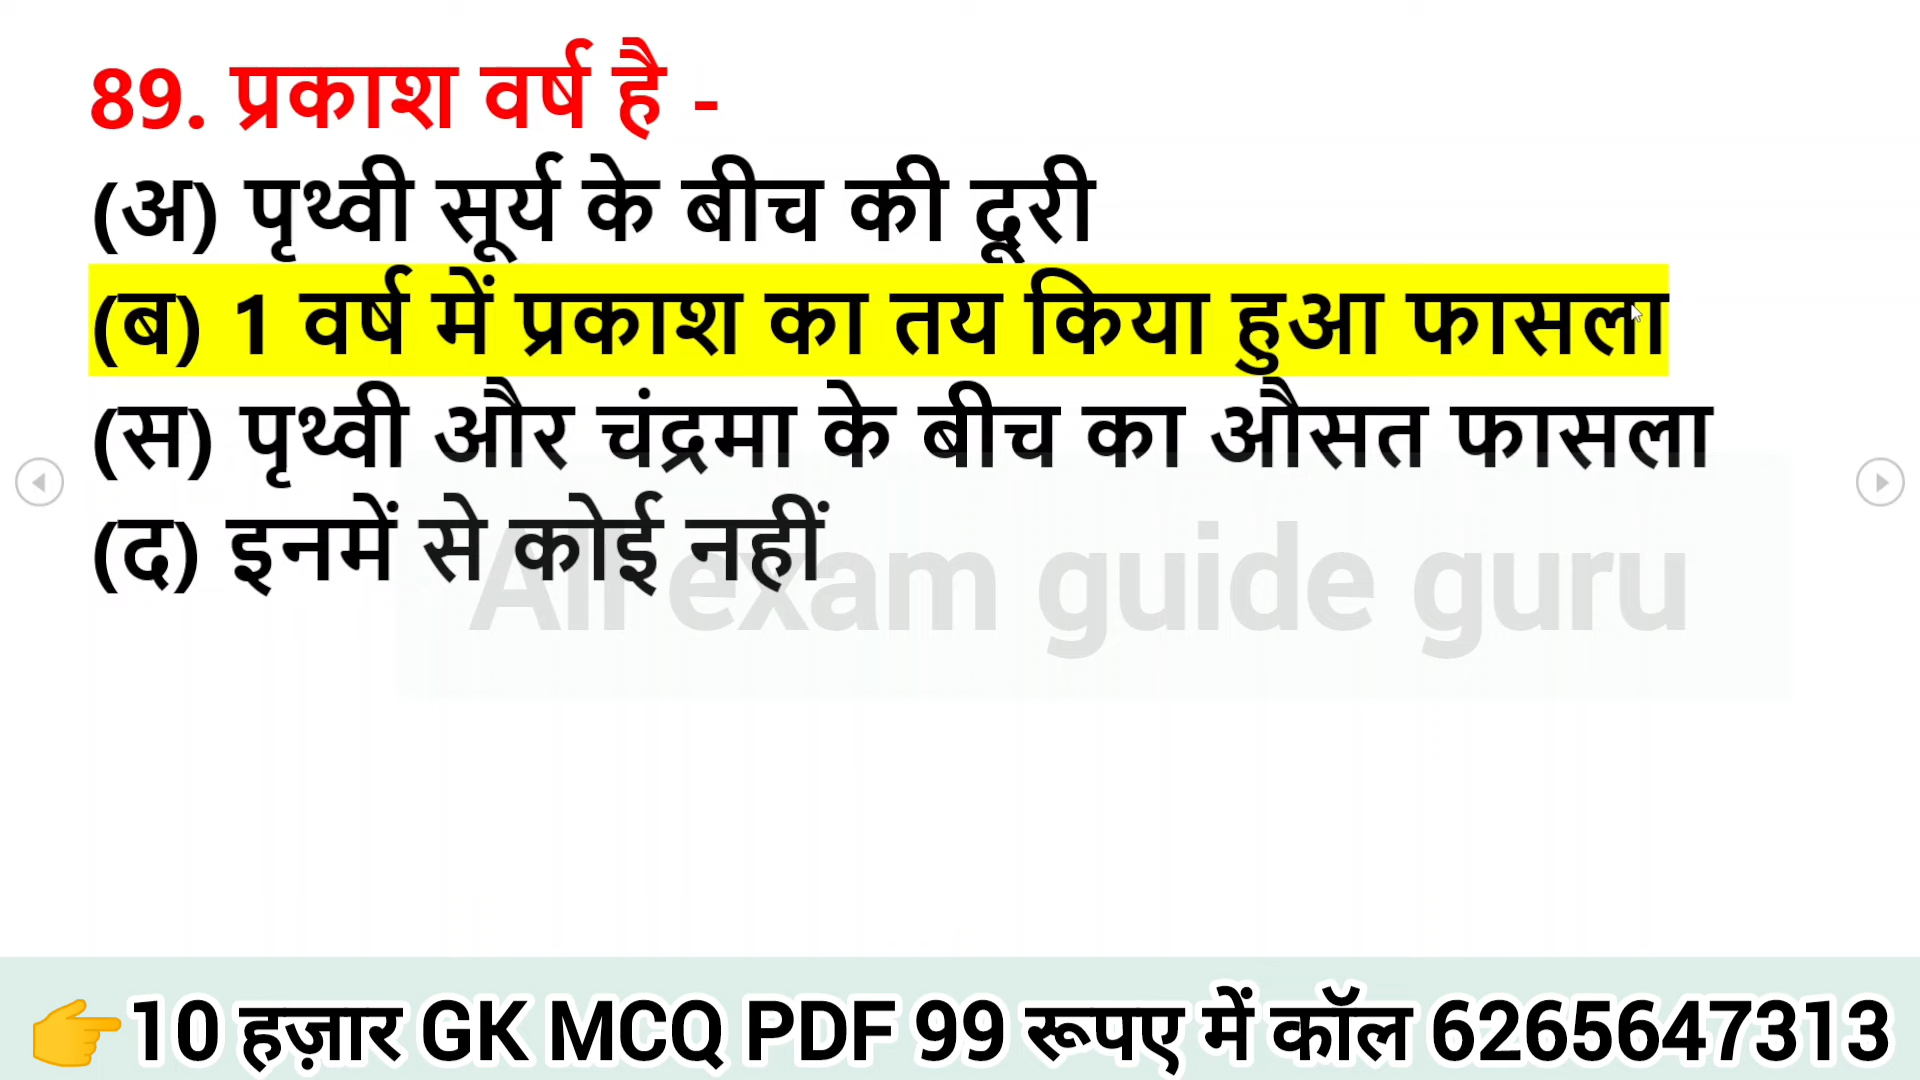 89. प्रकाश वर्ष है -
(अ) पृथ्वी सूर्य के बीच की दूरी
(ब) 1 वर्ष में प्रकाश का तय किया हुआ फासला
(स) पृथ्वी और चंद्रमा के बीच का औसत फासला
(द) इनमें से कोई नहीं
All exam guide guru
👉10 हज़ार GK MCQ PDF 99 रूपए में कॉल 6265647313